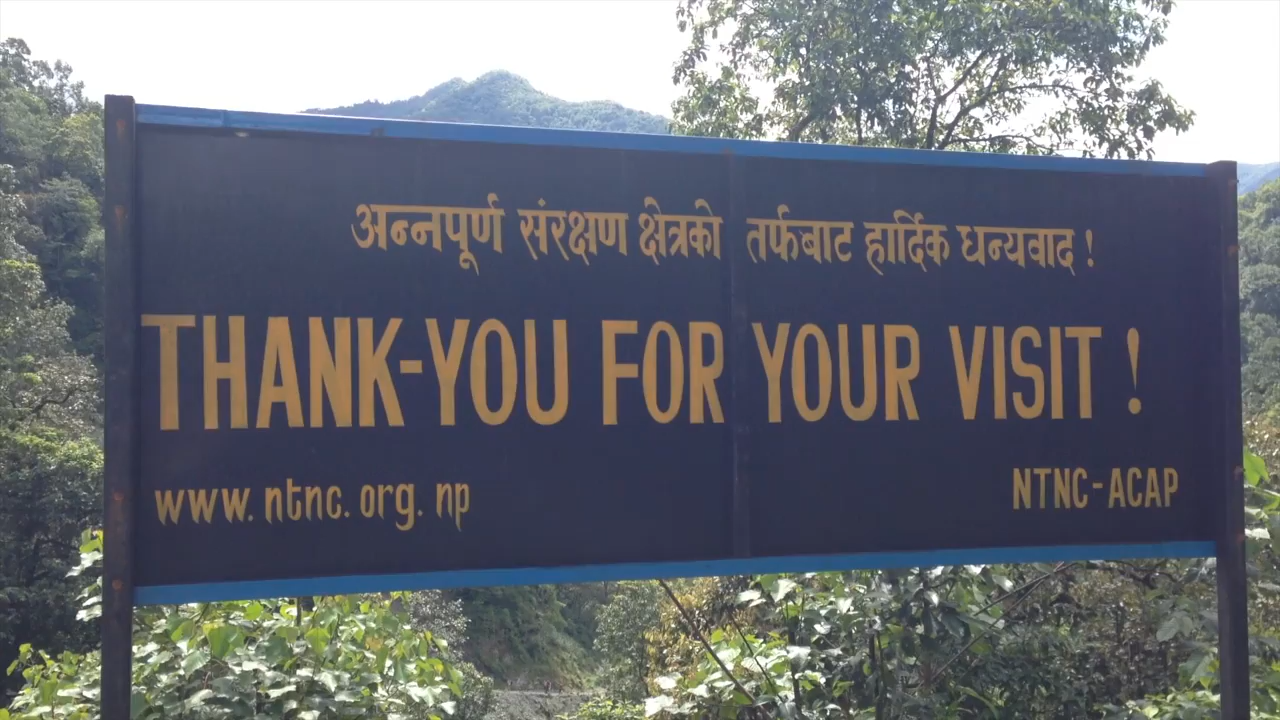 अन्नपूर्ण संरक्षण क्षेत्रको तर्फबाट हार्दिक धन्यवाद !
THANK-YOU FOR YOUR VISIT !
www. ntnc. org. np
NTNC-ACAP